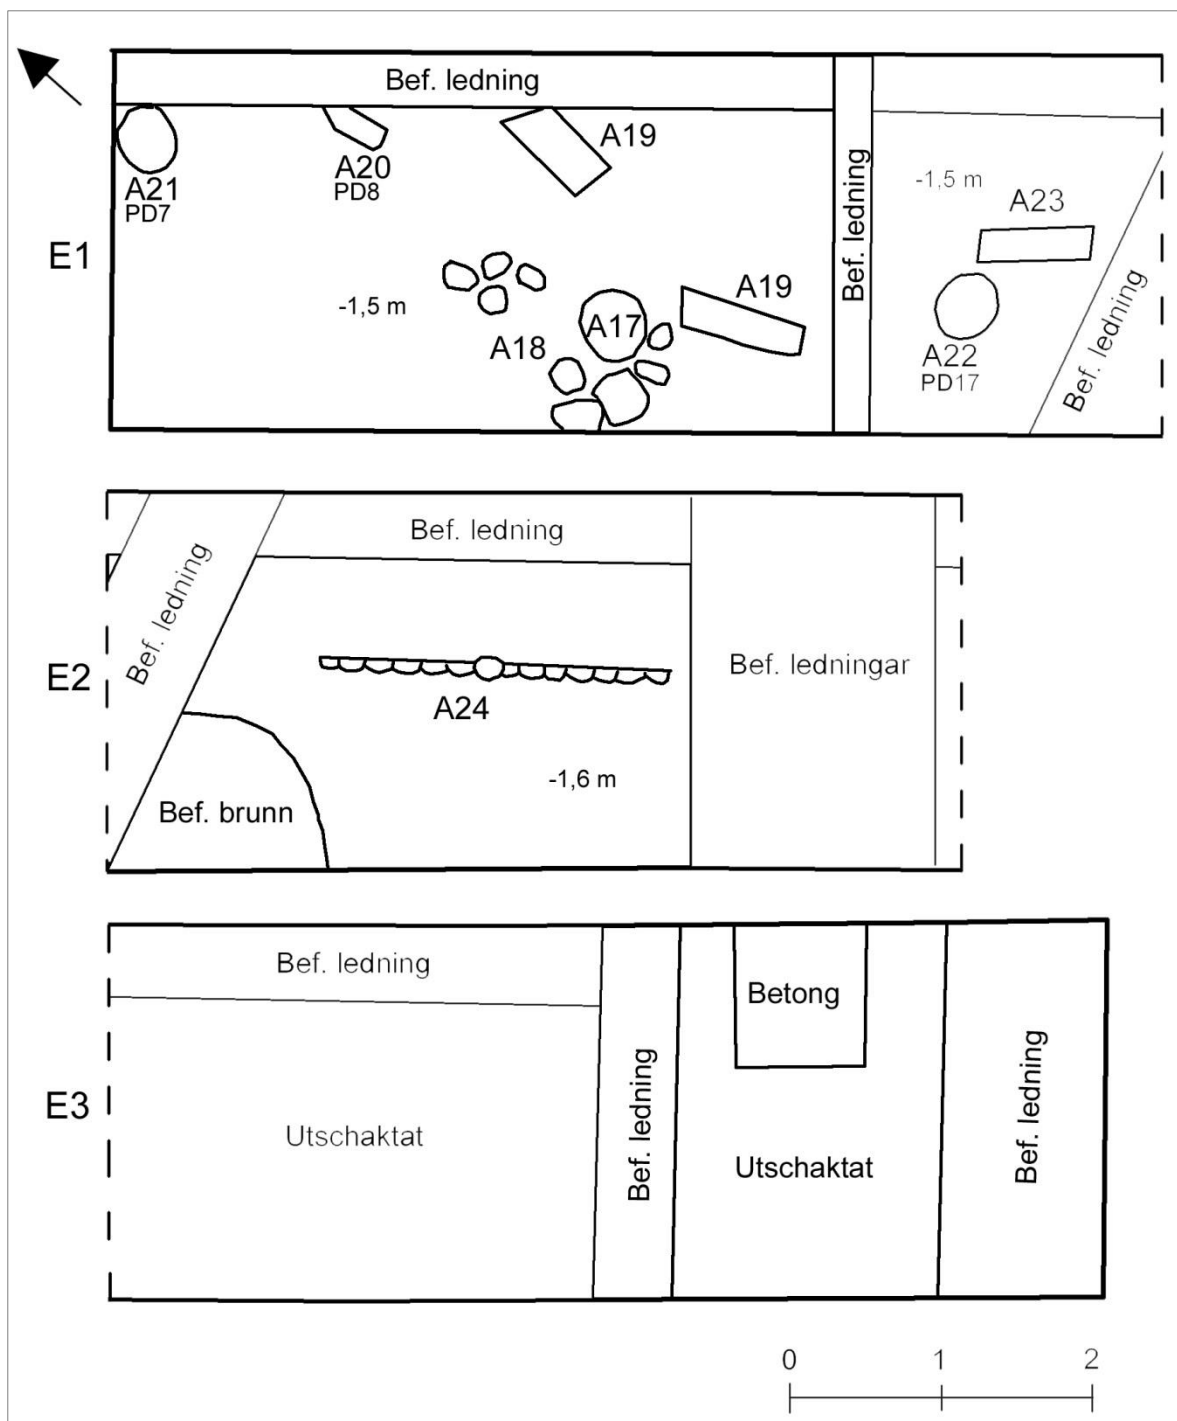 E1
Bef. ledning
A21
PD7
A20
PD8
A19
-1,5 m
A18
A17
A19
Bef. ledning
-1,5 m
A23
A22
PD17
Bef. ledning
E2
Bef. ledning
Bef. ledning
A24
Bef. ledningar
-1,6 m
Bef. brunn
E3
Bef. ledning
Utschaktat
Bef. ledning
Betong
Utschaktat
Bef. ledning
0 1 2